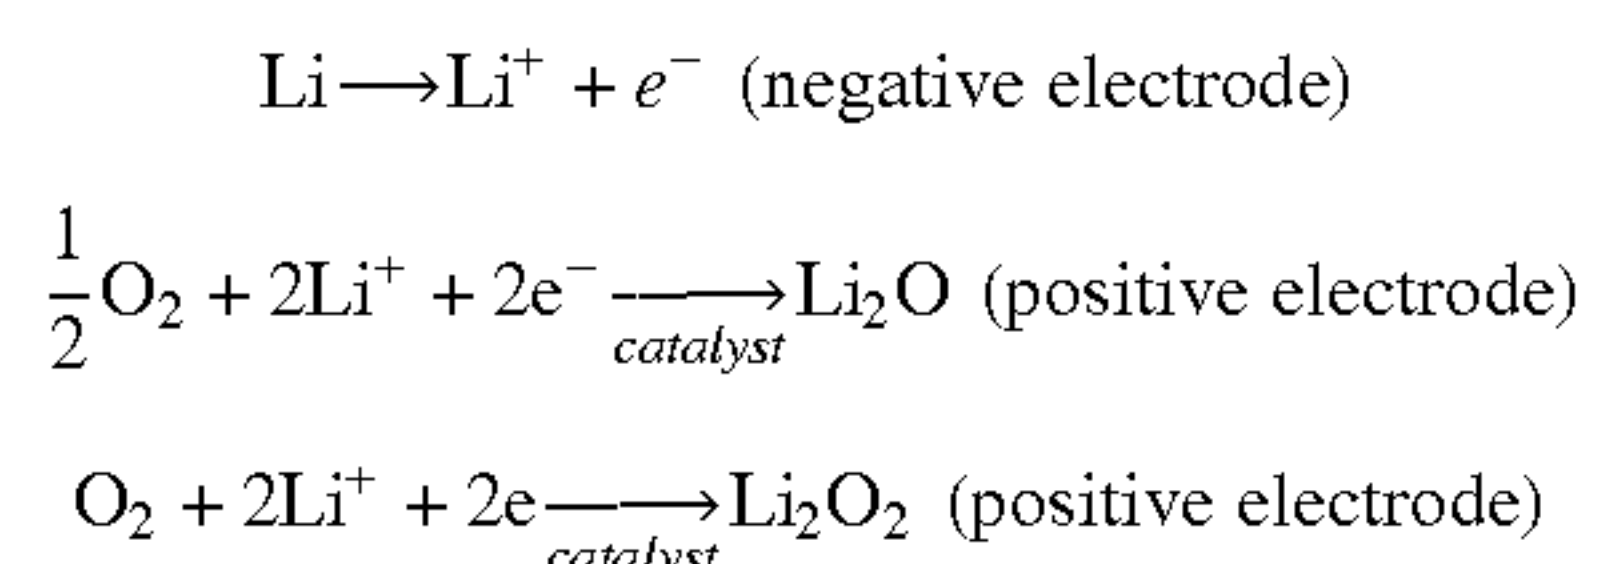 Li⟶Li⁺ + e⁻ (negative electrode)
½O₂ + 2Li⁺ + 2e⁻ ⟶ Li₂O (positive electrode)
catalyst
O₂ + 2Li⁺ + 2e⟶Li₂O₂ (positive electrode)
catalyst